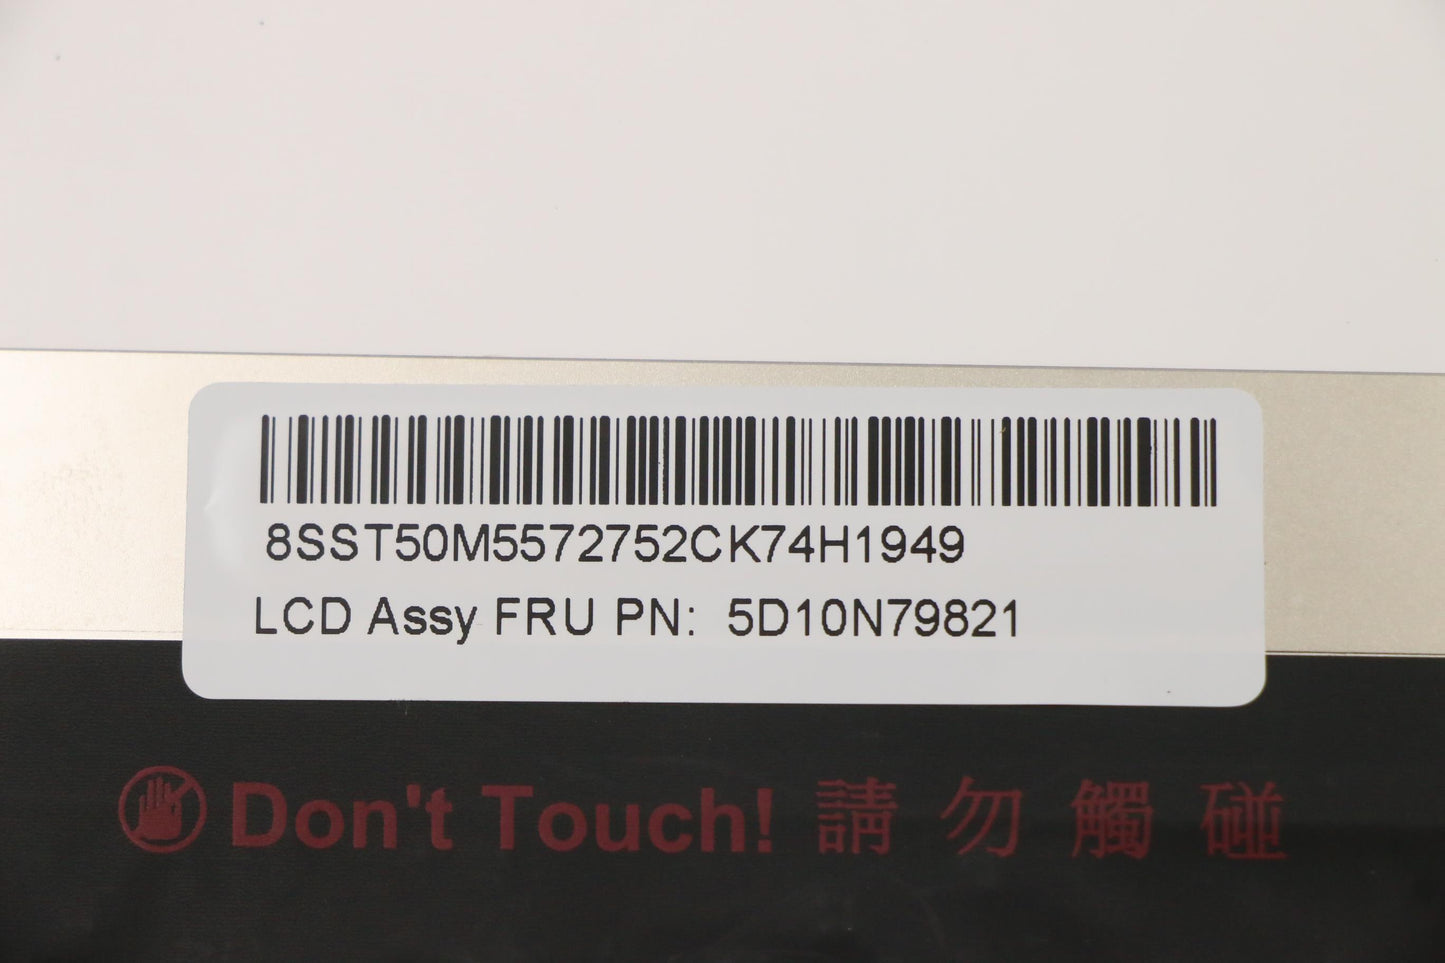 8SST50M5572752CK74H1949
LCD Assy FRU PN: 5D10N79821
Don't Touch! 請勿觸碰